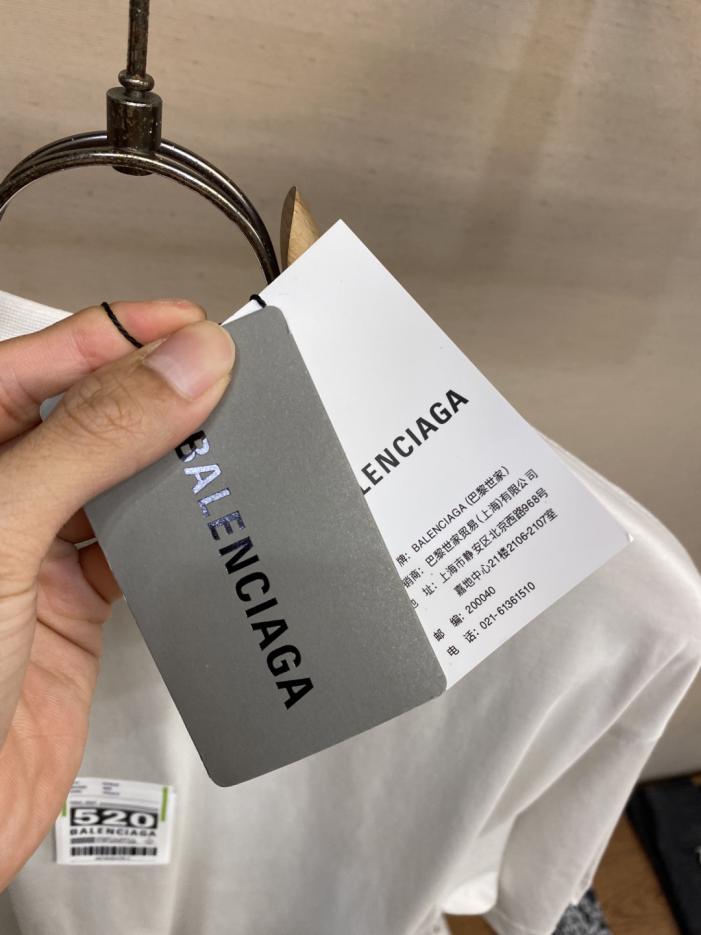 BALENCIAGA
LENCIAGA
牌：BALENCIAGA (巴黎世家)
销商：巴黎世家贸易(上海)有限公司
址：上海市静安区北京西路968号
嘉地中心21楼2106-2107室
邮 编：200040
电 话：021-61361510
520
BALENCIAGA